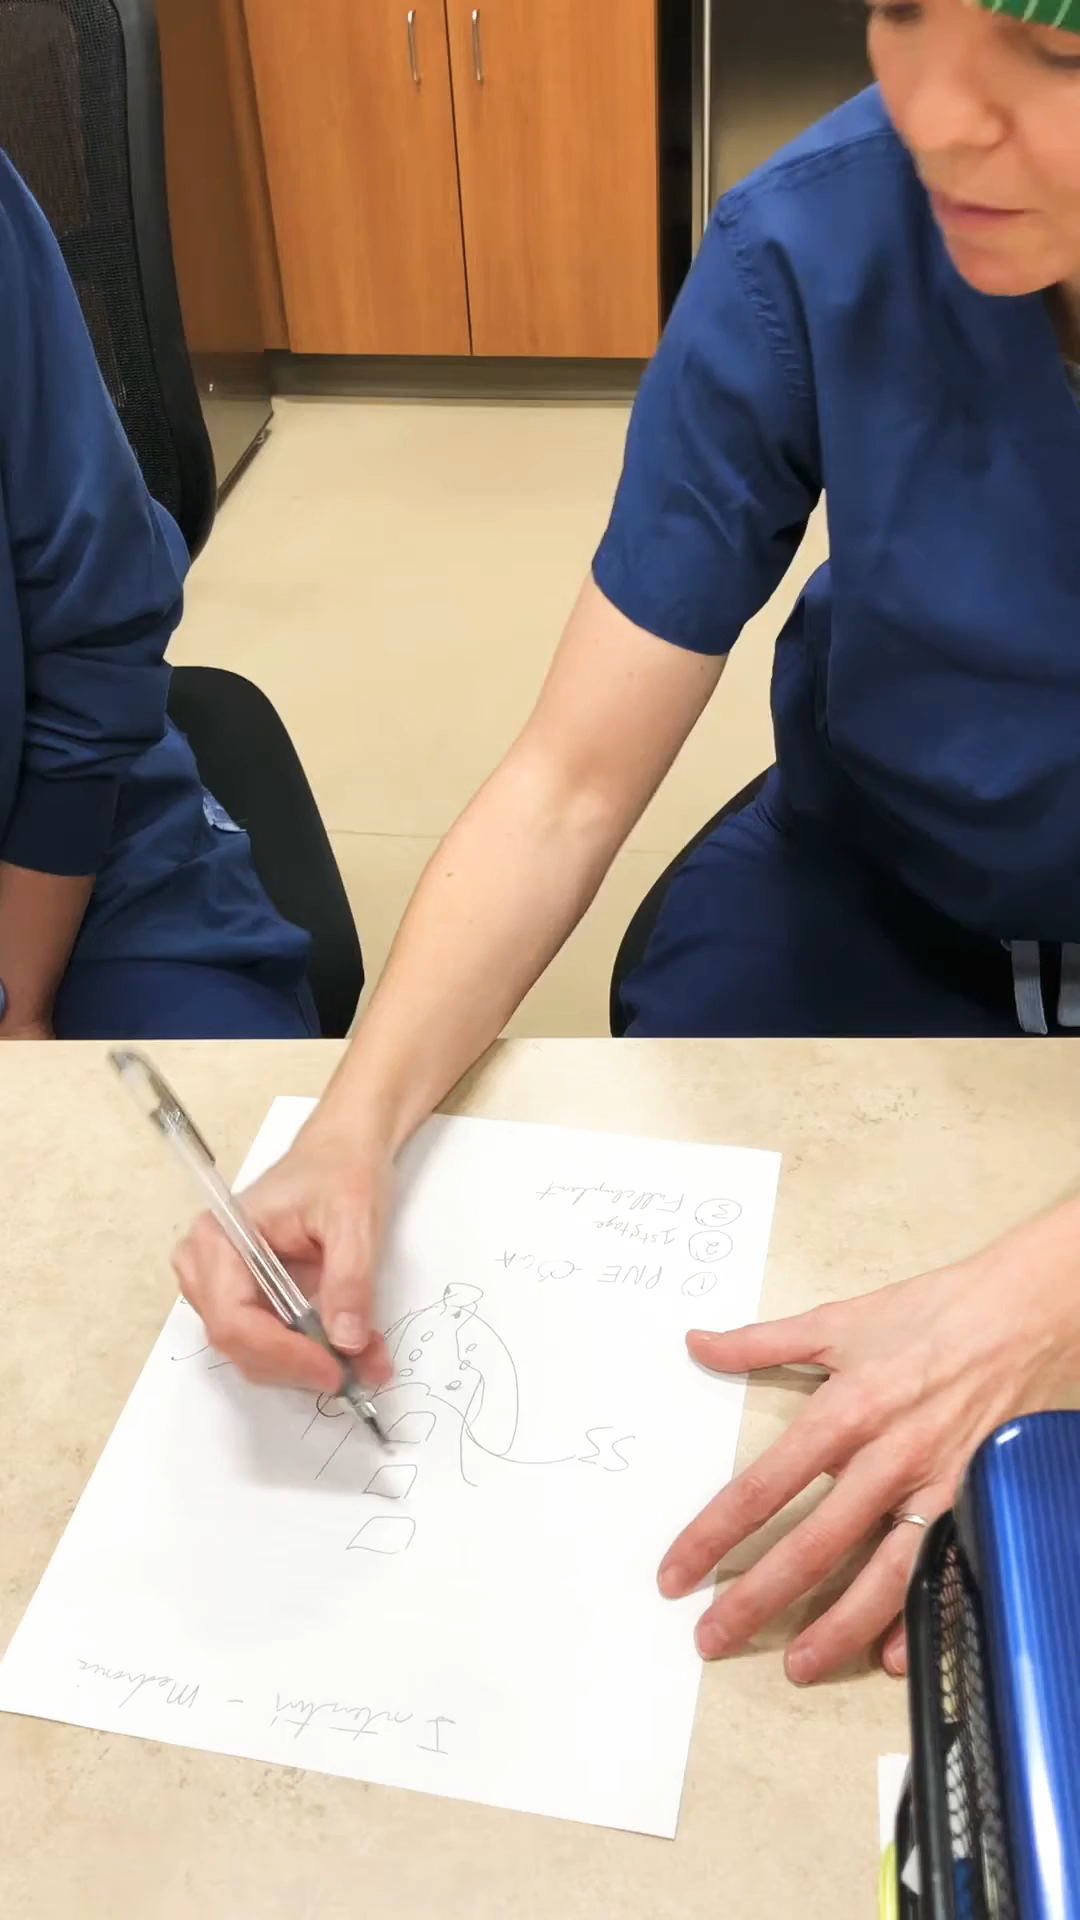 Interstim - Medtronic
S3
① PNE
② 1st stage
③ Full implant